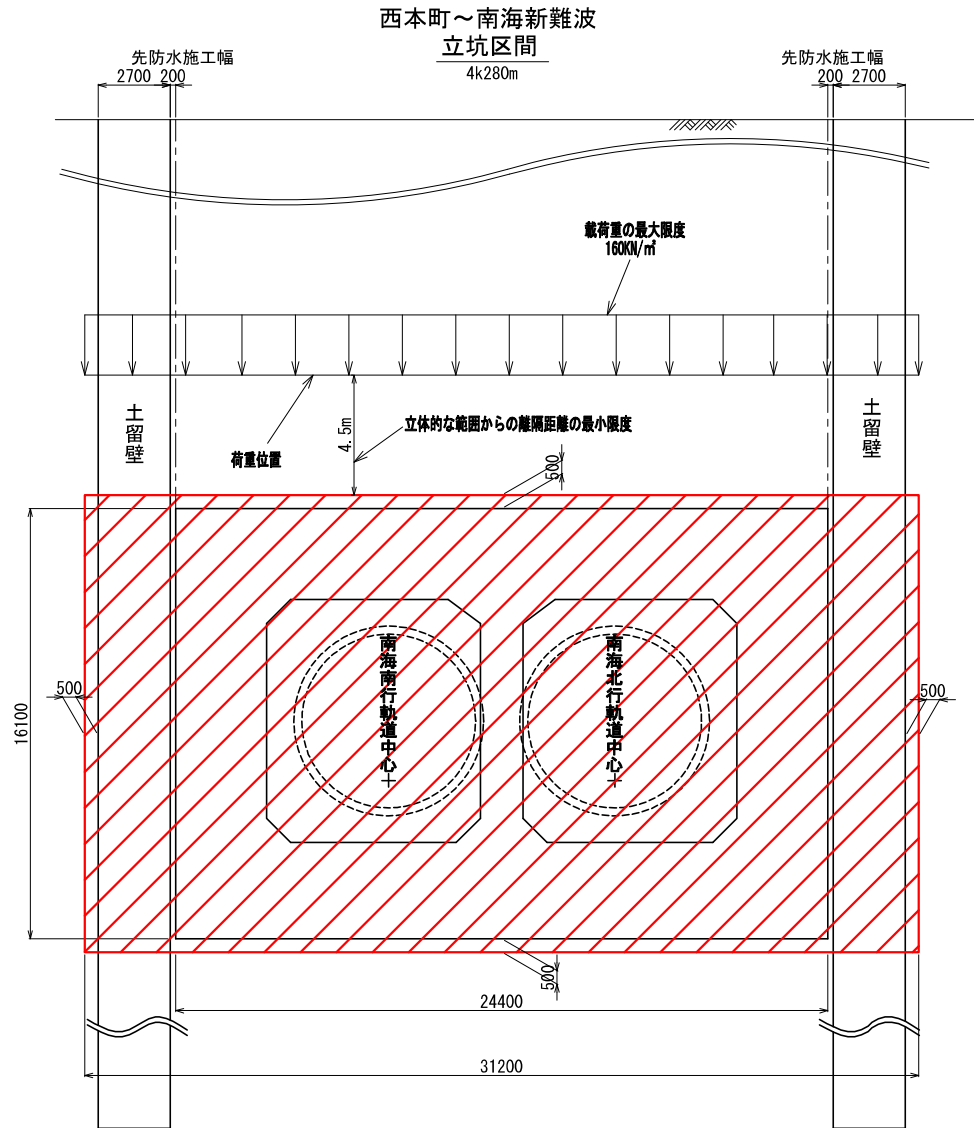 西本町～南海新難波
立坑区間
4k280m
先防水施工幅
2700 200
先防水施工幅
200 2700
載荷重の最大限度
160KN/㎡
土留壁
4.5m
立体的な範囲からの離隔距離の最小限度
荷重位置
土留壁
500
南海南行軌道中心
南海北行軌道中心
500
500
16100
500
24400
31200